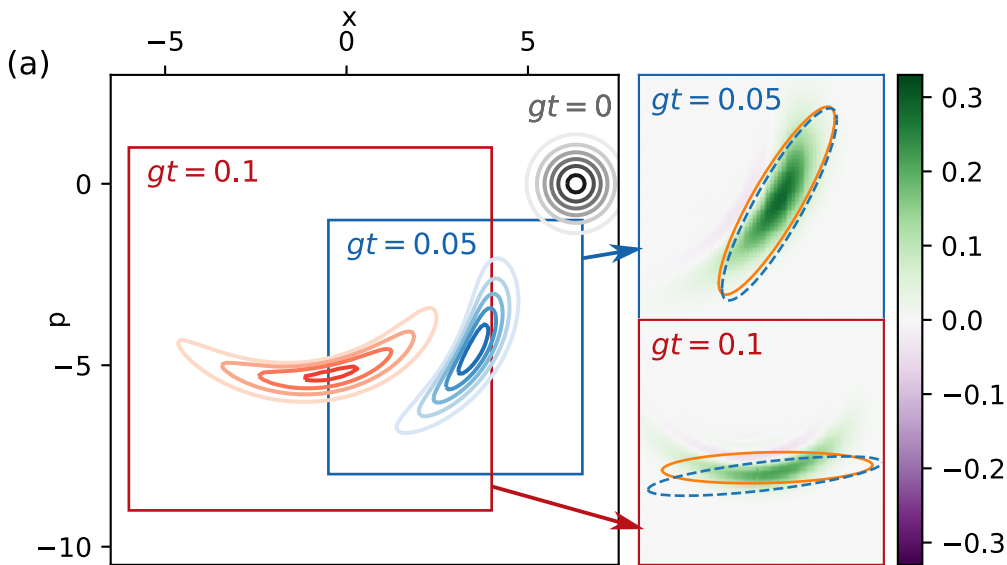 x
−5 0 5
(a)
gt = 0
gt = 0.1
gt = 0.05
p
0
−5
−10
gt = 0.05
gt = 0.1
0.3
0.2
0.1
0.0
−0.1
−0.2
−0.3